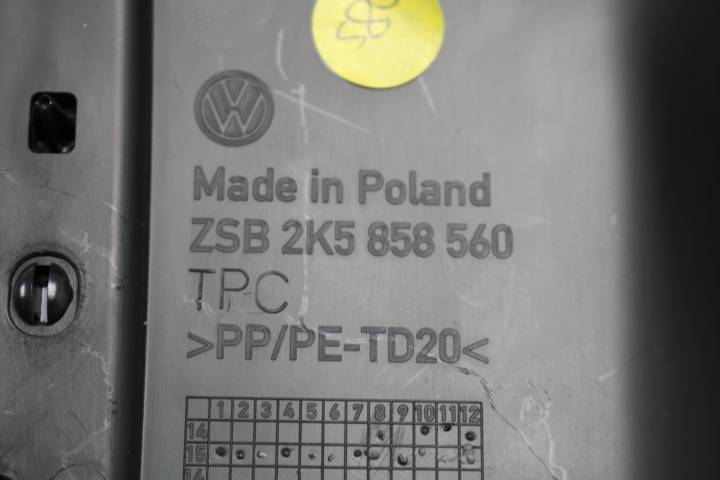 Made in Poland
ZSB 2K5 858 560
TPC
>PP/PE-TD20<
1 2 3 4 5 6 7 8 9 10 11 12
14
15